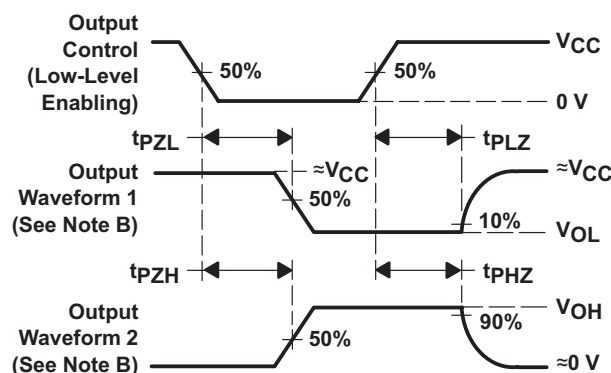 Output
Control
(Low-Level
Enabling)
50%
50%
VCC
0 V
tPZL
tPLZ
Output
Waveform 1
(See Note B)
≈VCC
50%
≈VCC
10%
VOL
tPZH
tPHZ
Output
Waveform 2
(See Note B)
50%
VOH
90%
≈0 V